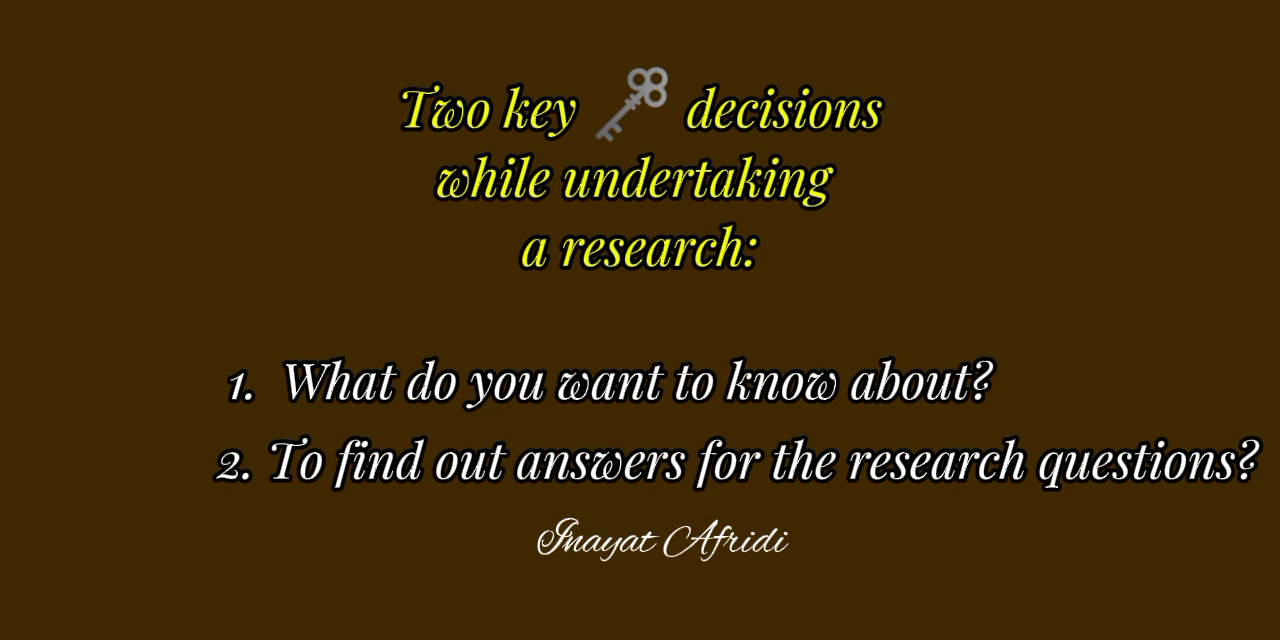 Two key 🗝 decisions
while undertaking
a research:
1. What do you want to know about?
2. To find out answers for the research questions?
Inayat Afridi